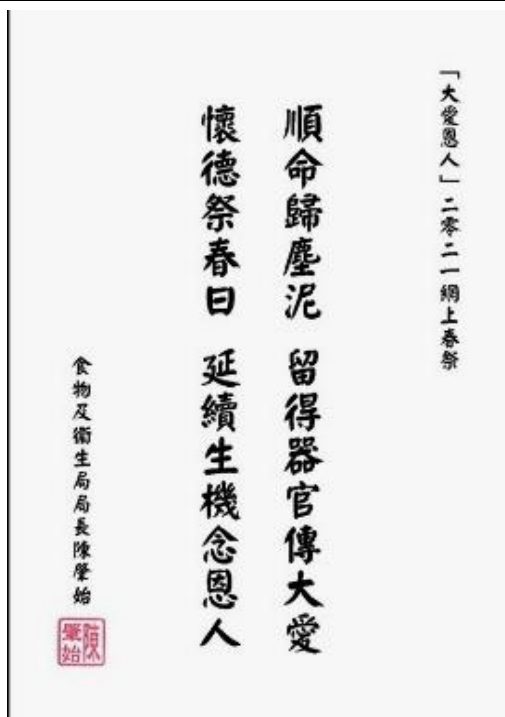 「大愛恩人」二零二一網上春祭
順命歸塵泥 留得器官傳大愛
懷德祭春日 延續生機念恩人
食物及衞生局局長陳肇始
陳肇始